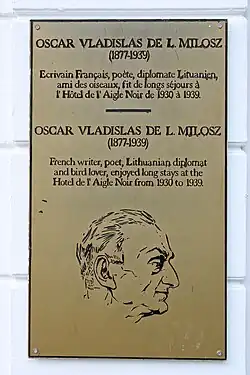 OSCAR VLADISLAS DE L. MILOSZ
(1877-1939)
Ecrivain Français, poète, diplomate Lituanien,
ami des oiseaux, fit de longs séjours à
l'Hôtel de l'Aigle Noir de 1930 à 1939.
OSCAR VLADISLAS DE L. MILOSZ
(1877-1939)
French writer, poet, Lithuanian diplomat
and bird lover, enjoyed long stays at the
Hotel de l'Aigle Noir from 1930 to 1939.